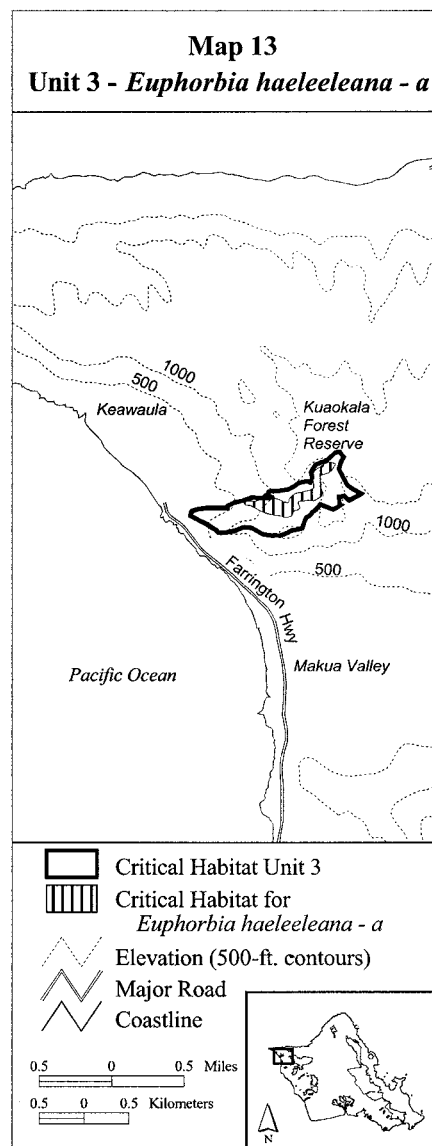 Map 13
Unit 3 - Euphorbia haeleeleana - a
1000
500
Keawaula
Kuaokala
Forest
Reserve
1000
500
Farrington Hwy
Makua Valley
Pacific Ocean
Critical Habitat Unit 3
Critical Habitat for
Euphorbia haeleeleana - a
Elevation (500-ft. contours)
Major Road
Coastline
0.5 0 0.5 Miles
0.5 0 0.5 Kilometers
N